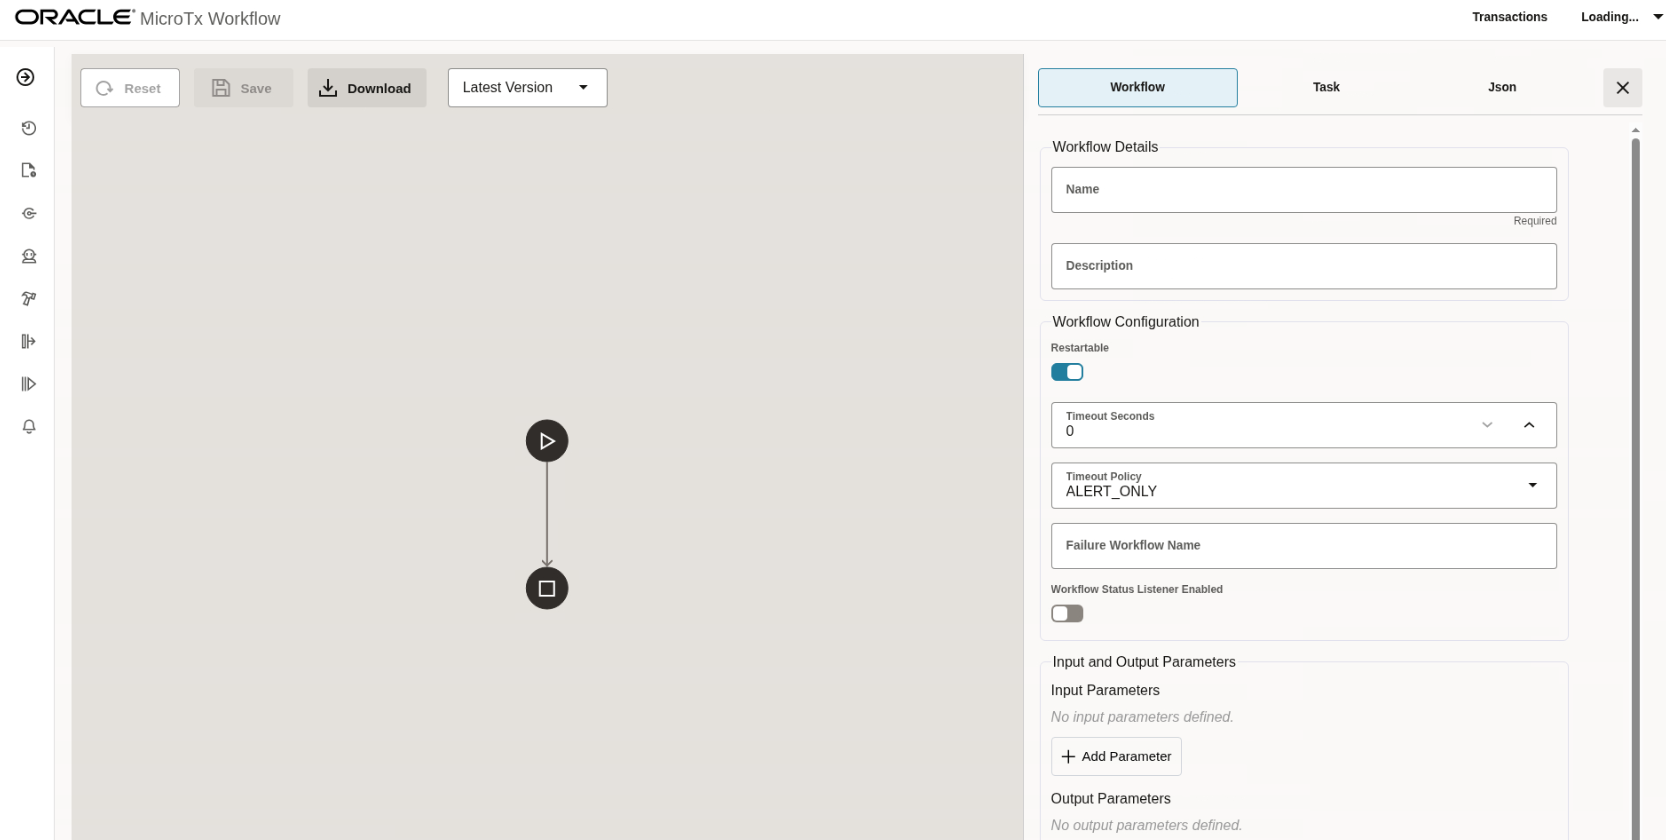 ORACLE® MicroTx Workflow
Transactions
Loading...
Reset
Save
Download
Latest Version
Workflow
Task
Json
Workflow Details
Name
Required
Description
Workflow Configuration
Restartable
Timeout Seconds
0
Timeout Policy
ALERT_ONLY
Failure Workflow Name
Workflow Status Listener Enabled
Input and Output Parameters
Input Parameters
No input parameters defined.
Add Parameter
Output Parameters
No output parameters defined.